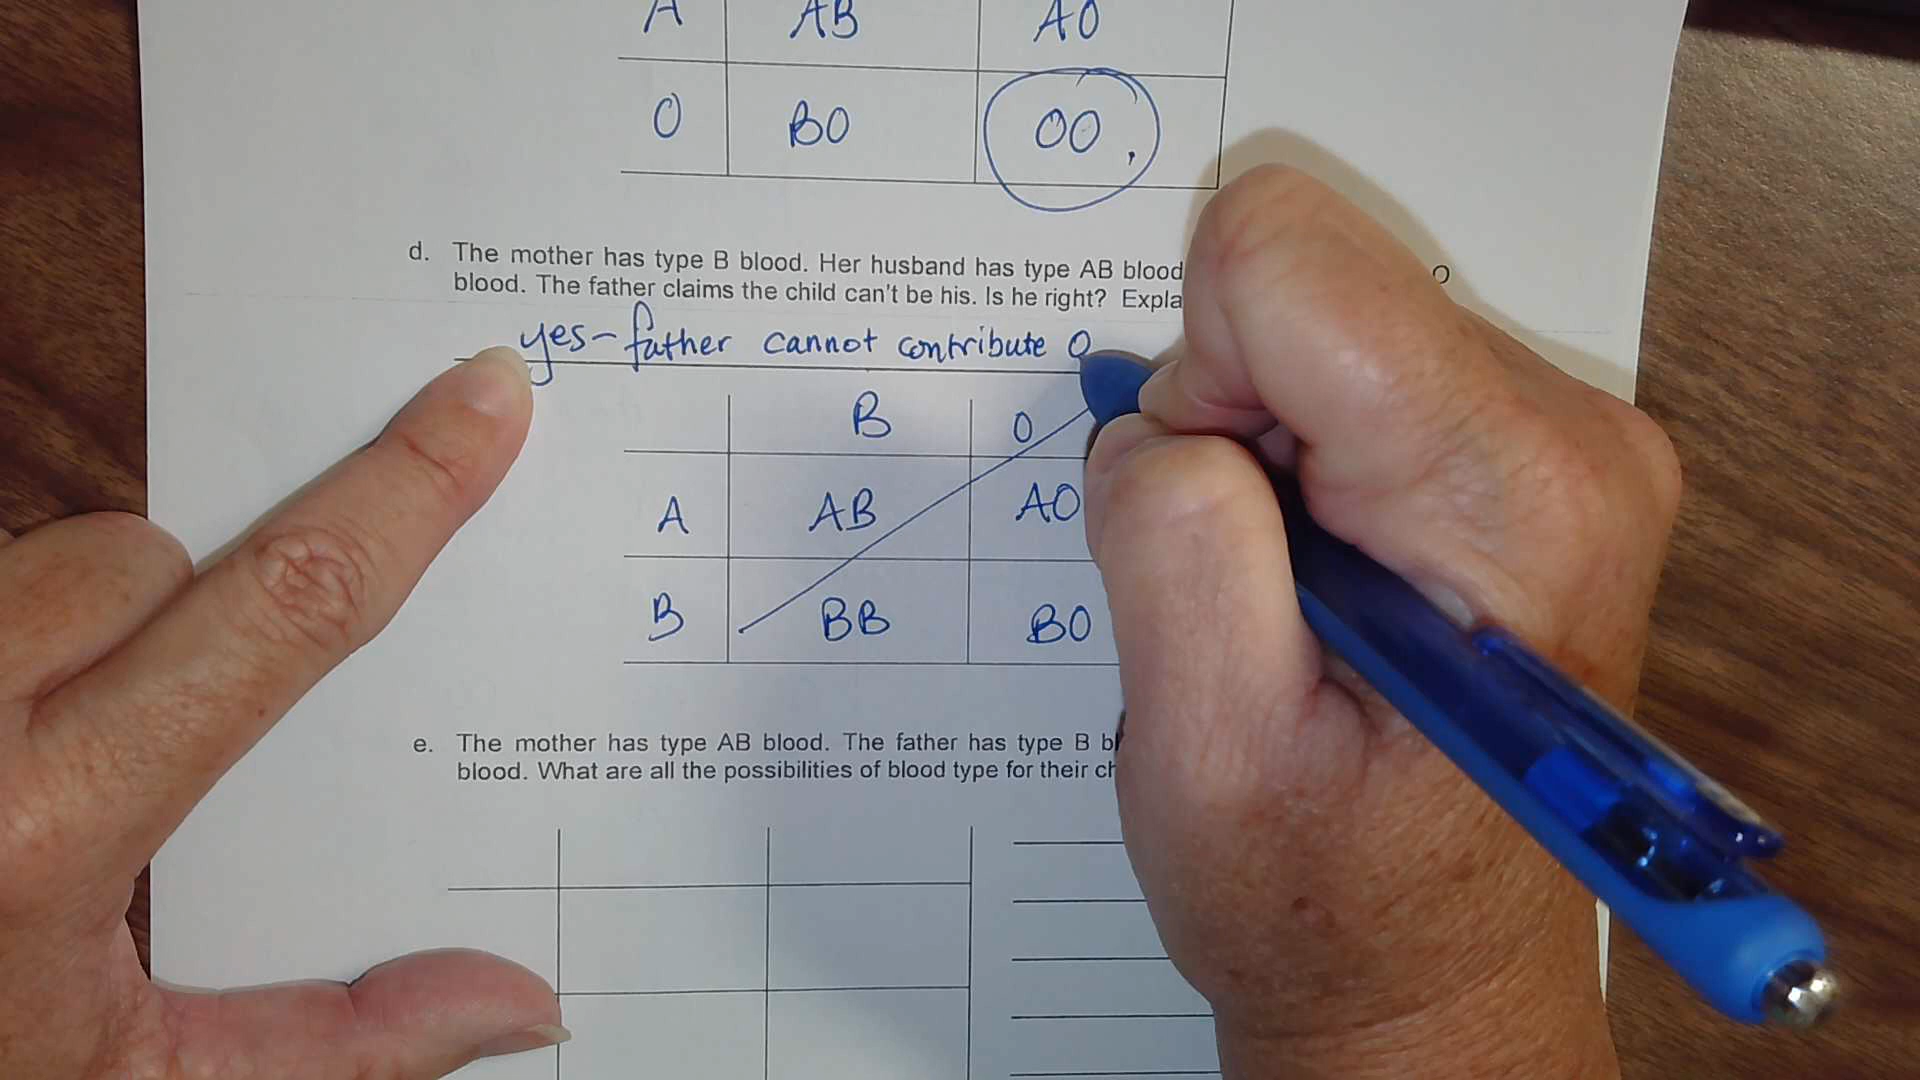 A AB AO
O BO OO
d. The mother has type B blood. Her husband has type AB blood O
blood. The father claims the child can't be his. Is he right? Expla
yes- father cannot contribute O
B O
A AB AO
B BB BO
e. The mother has type AB blood. The father has type B
blood. What are all the possibilities of blood type for their